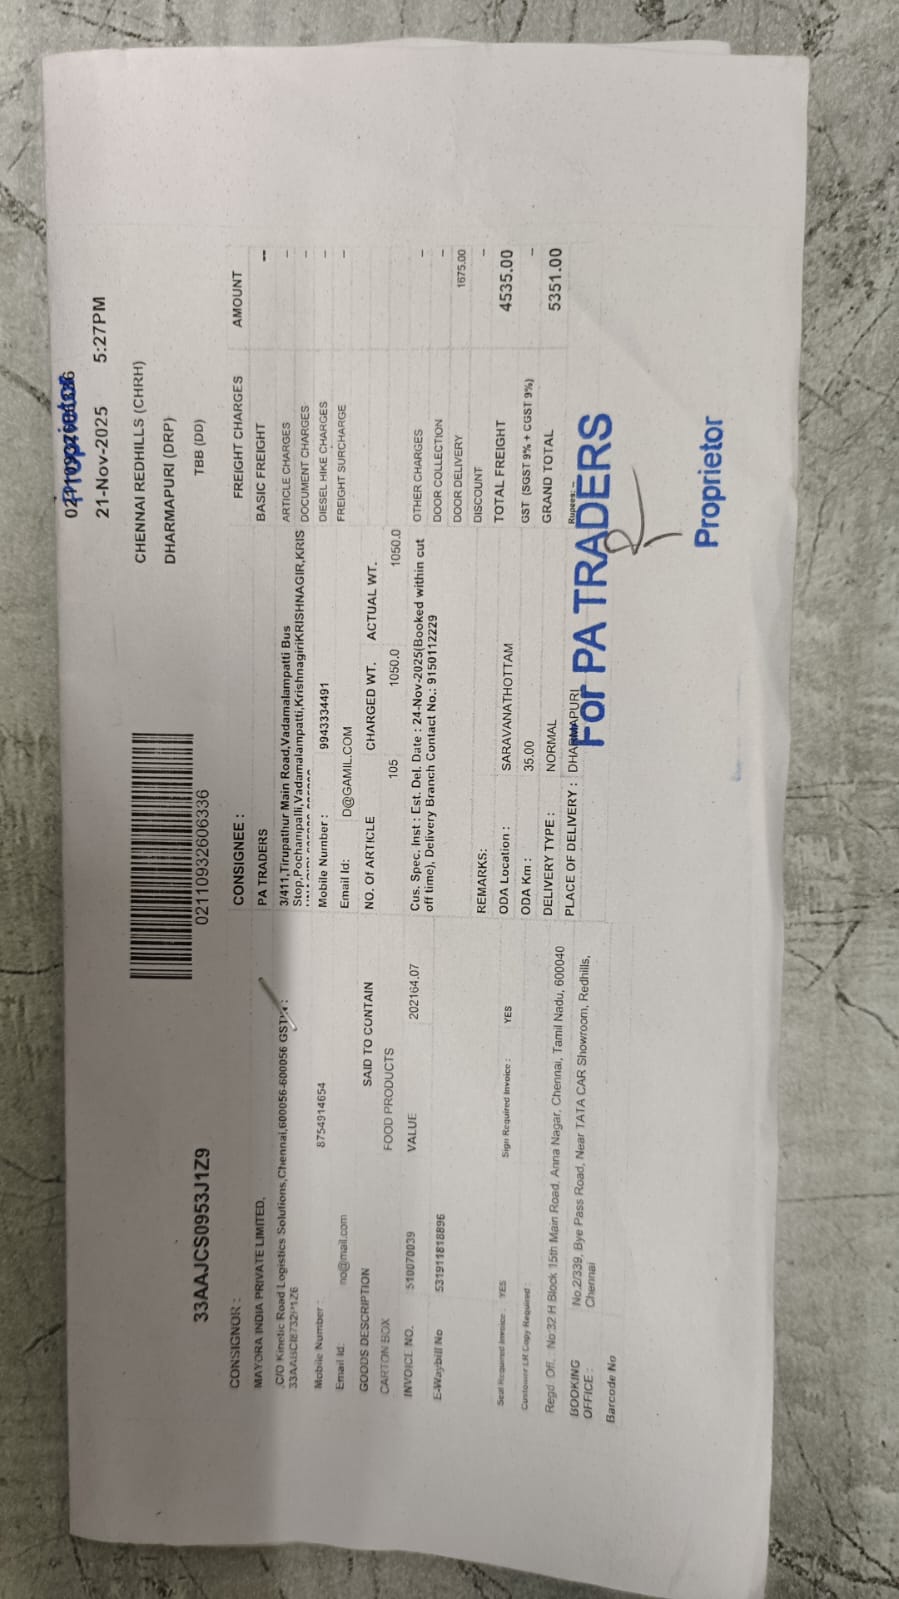 21-Nov-2025 5:27PM
CHENNAI REDHILLS (CHRH)
DHARMAPURI (DRP)
TBB (DD)
02110932606336
33AAJCS0953J1Z9
CONSIGNOR :
MAYORA INDIA PRIVATE LIMITED,
C/O Kinetic Road Logistics Solutions,Chennai,600056-600056
Mobile Number : 8754914654
Email Id: no@mail.com
GOODS DESCRIPTION SAID TO CONTAIN
CARTON BOX FOOD PRODUCTS
INVOICE NO. 510070039 VALUE 202164.07
E-Waybill No 531911818896
Seal Required Invoice : YES Sign Required Invoice : YES
Customer LR Copy Required :
Regd. Off. No:32 H Block 15th Main Road, Anna Nagar, Chennai, Tamil Nadu, 600040
BOOKING OFFICE : No.2/339, Bye Pass Road, Near TATA CAR Showroom, Redhills,
Chennai
Barcode No
CONSIGNEE :
PA TRADERS
3/411,Tirupathur Main Road,Vadamalampatti Bus
Stop,Pochampalli,Vadamalampatti,KrishnagiriKRISHNAGIR,KRIS
Mobile Number : 9943334491
Email Id: D@GAMIL.COM
NO. Of ARTICLE CHARGED WT. ACTUAL WT.
105 1050.0 1050.0
Cus. Spec. Inst : Est. Del. Date : 24-Nov-2025(Booked within cut
off time), Delivery Branch Contact No.: 9150112229
REMARKS:
ODA Location : SARAVANATHOTTAM
ODA Km : 35.00
DELIVERY TYPE : NORMAL
PLACE OF DELIVERY : DHARMAPURI
FREIGHT CHARGES AMOUNT
BASIC FREIGHT --
ARTICLE CHARGES –
DOCUMENT CHARGES –
DIESEL HIKE CHARGES –
FREIGHT SURCHARGE –
OTHER CHARGES –
DOOR COLLECTION –
DOOR DELIVERY 1675.00
DISCOUNT –
TOTAL FREIGHT 4535.00
GST (SGST 9% + CGST 9%) –
GRAND TOTAL 5351.00
Rupees: –
For PA TRADERS
Proprietor